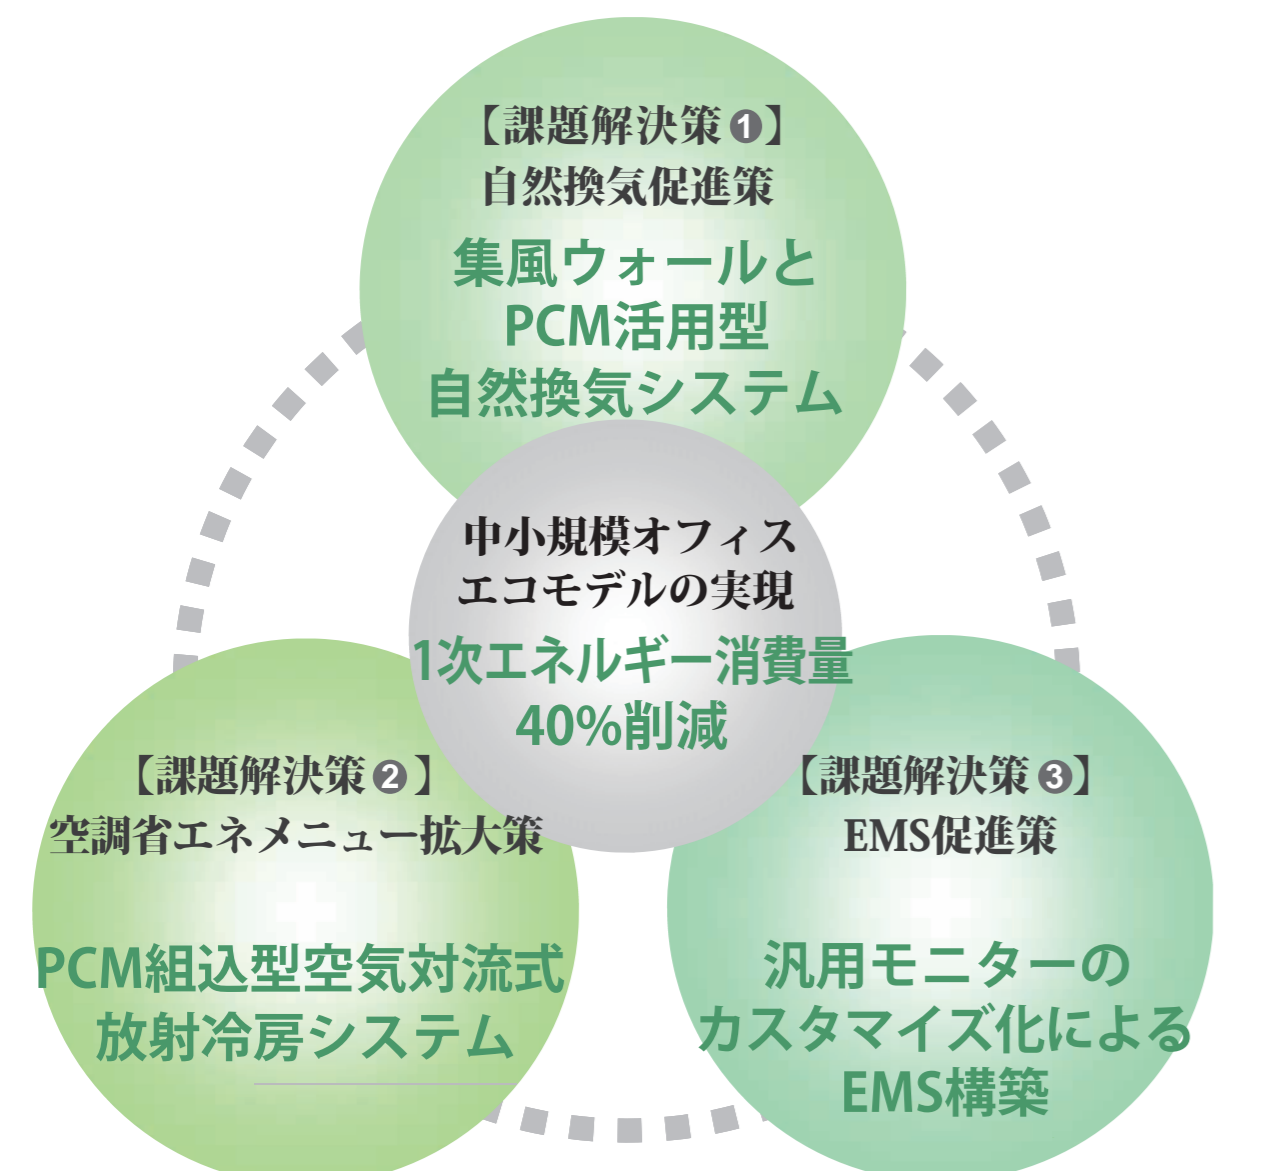 【課題解決策❶】
自然換気促進策
集風ウォールと
PCM活用型
自然換気システム
中小規模オフィス
エコモデルの実現
1次エネルギー消費量
40%削減
【課題解決策❷】
空調省エネメニュー拡大策
PCM組込型空気対流式
放射冷房システム
【課題解決策❸】
EMS促進策
汎用モニターの
カスタマイズ化による
EMS構築